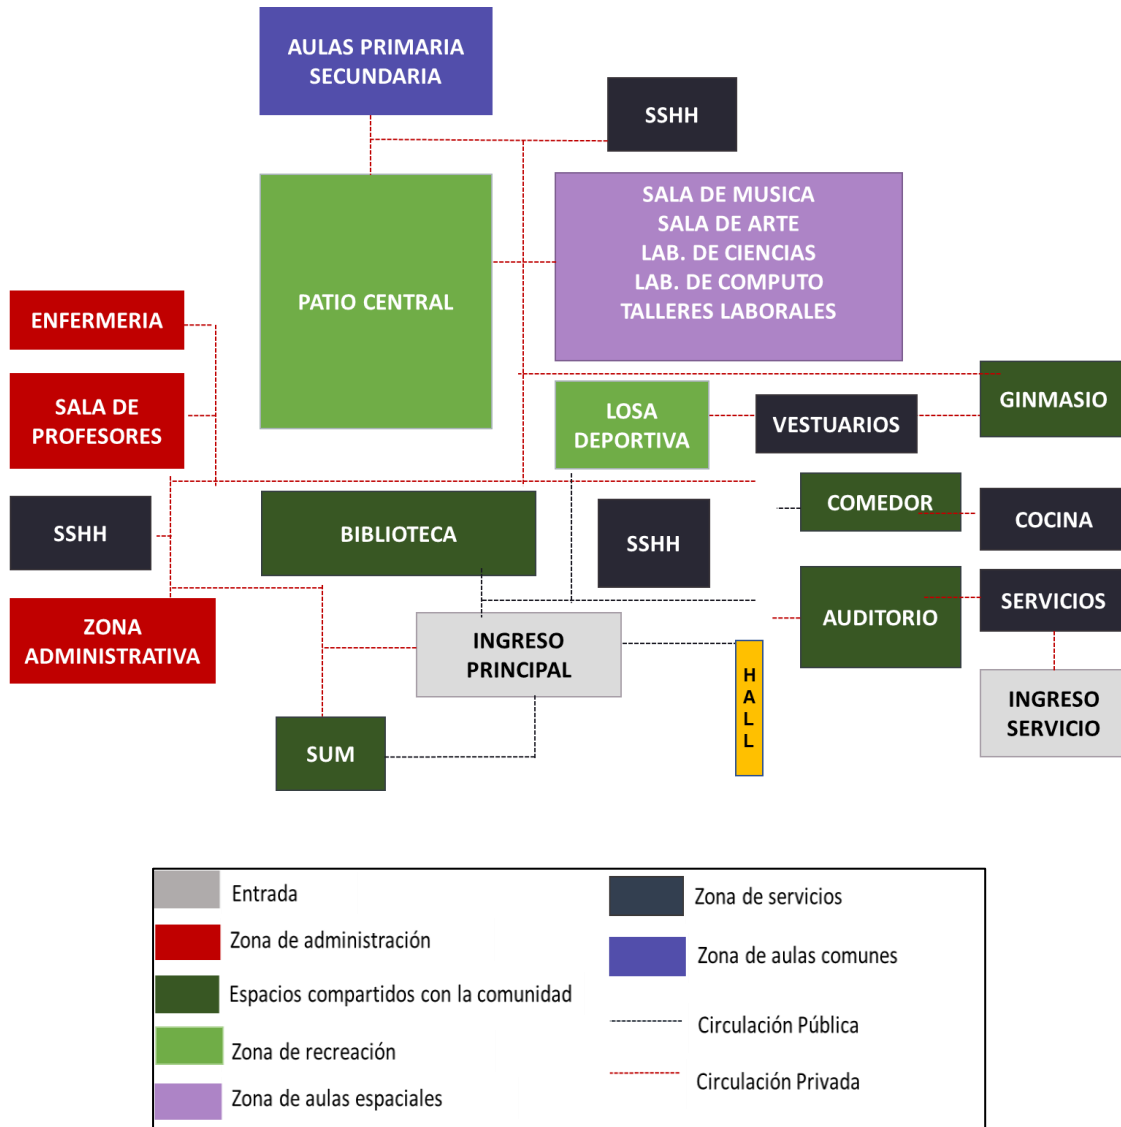 AULAS PRIMARIA
SECUNDARIA
SSHH
SALA DE MUSICA
SALA DE ARTE
LAB. DE CIENCIAS
LAB. DE COMPUTO
TALLERES LABORALES
PATIO CENTRAL
ENFERMERIA
SALA DE
PROFESORES
LOSA
DEPORTIVA
VESTUARIOS
GINMASIO
SSHH
BIBLIOTECA
SSHH
COMEDOR
COCINA
ZONA
ADMINISTRATIVA
INGRESO
PRINCIPAL
AUDITORIO
SERVICIOS
HALL
INGRESO
SERVICIO
SUM
Entrada
Zona de administración
Espacios compartidos con la comunidad
Zona de recreación
Zona de aulas espaciales
Zona de servicios
Zona de aulas comunes
Circulación Pública
Circulación Privada